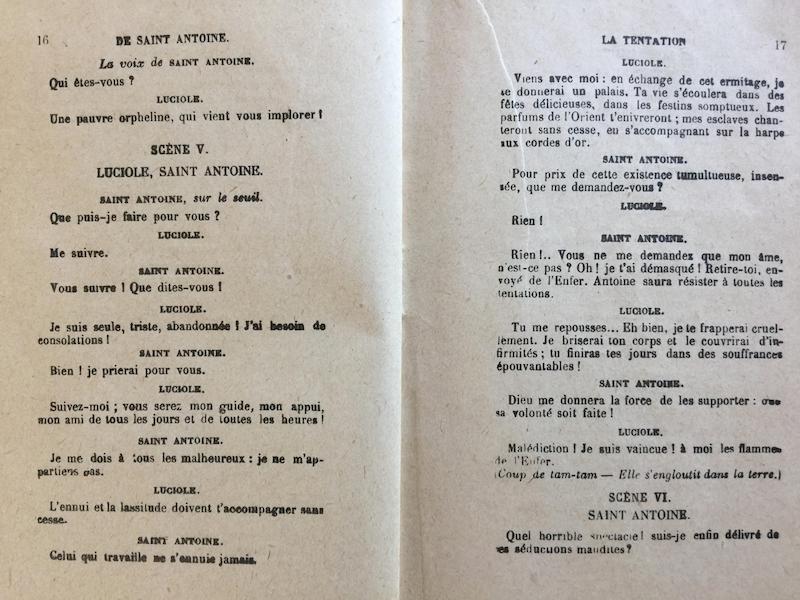 16
DE SAINT ANTOINE.
La voix de SAINT ANTOINE.
Qui êtes-vous ?
LUCIOLE.
Une pauvre orpheline, qui vient vous implorer !
SCÈNE V.
LUCIOLE, SAINT ANTOINE.
SAINT ANTOINE, sur le seuil.
Que puis-je faire pour vous ?
LUCIOLE.
Me suivre.
SAINT ANTOINE.
Vous suivre ! Que dites-vous !
LUCIOLE.
Je suis seule, triste, abandonnée ! J'ai besoin de
consolations !
SAINT ANTOINE.
Bien ! je prierai pour vous.
LUCIOLE.
Suivez-moi ; vous serez mon guide, mon appui,
mon ami de tous les jours et de toutes les heures !
SAINT ANTOINE.
Je me dois à tous les malheureux : je ne m'ap-
partiens pas.
LUCIOLE.
L'ennui et la lassitude doivent t'accompagner sans
cesse.
SAINT ANTOINE.
Celui qui travaille ne s'ennuie jamais.
LA TENTATION
17
LUCIOLE.
Viens avec moi : en échange de cet ermitage, je
te donnerai un palais. Ta vie s'écoulera dans des
fêtes délicieuses, dans les festins somptueux. Les
parfums de l'Orient t'enivreront ; mes esclaves chan-
teront sans cesse, en s'accompagnant sur la harpe
aux cordes d'or.
SAINT ANTOINE.
Pour prix de cette existence tumultueuse, insen-
sée, que me demandez-vous ?
LUCIOLE.
Rien !
SAINT ANTOINE.
Rien !.. Vous ne me demandez que mon âme,
n'est-ce pas ? Oh ! je t'ai démasqué ! Retire-toi, en-
voyé de l'Enfer. Antoine saura résister à toutes les
tentations.
LUCIOLE.
Tu me repousses... Eh bien, je te frapperai cruel-
lement. Je briserai ton corps et le couvrirai d'in-
firmités ; tu finiras tes jours dans des souffrances
épouvantables !
SAINT ANTOINE.
Dieu me donnera la force de les supporter : que
sa volonté soit faite !
LUCIOLE.
Malédiction ! Je suis vaincue ! à moi les flammes
de l'Enfer.
(Coup de tam-tam — Elle s'engloutit dans la terre.)
SCÈNE VI.
SAINT ANTOINE.
Quel horrible spectacle ! suis-je enfin délivré de
ces séductions maudites ?